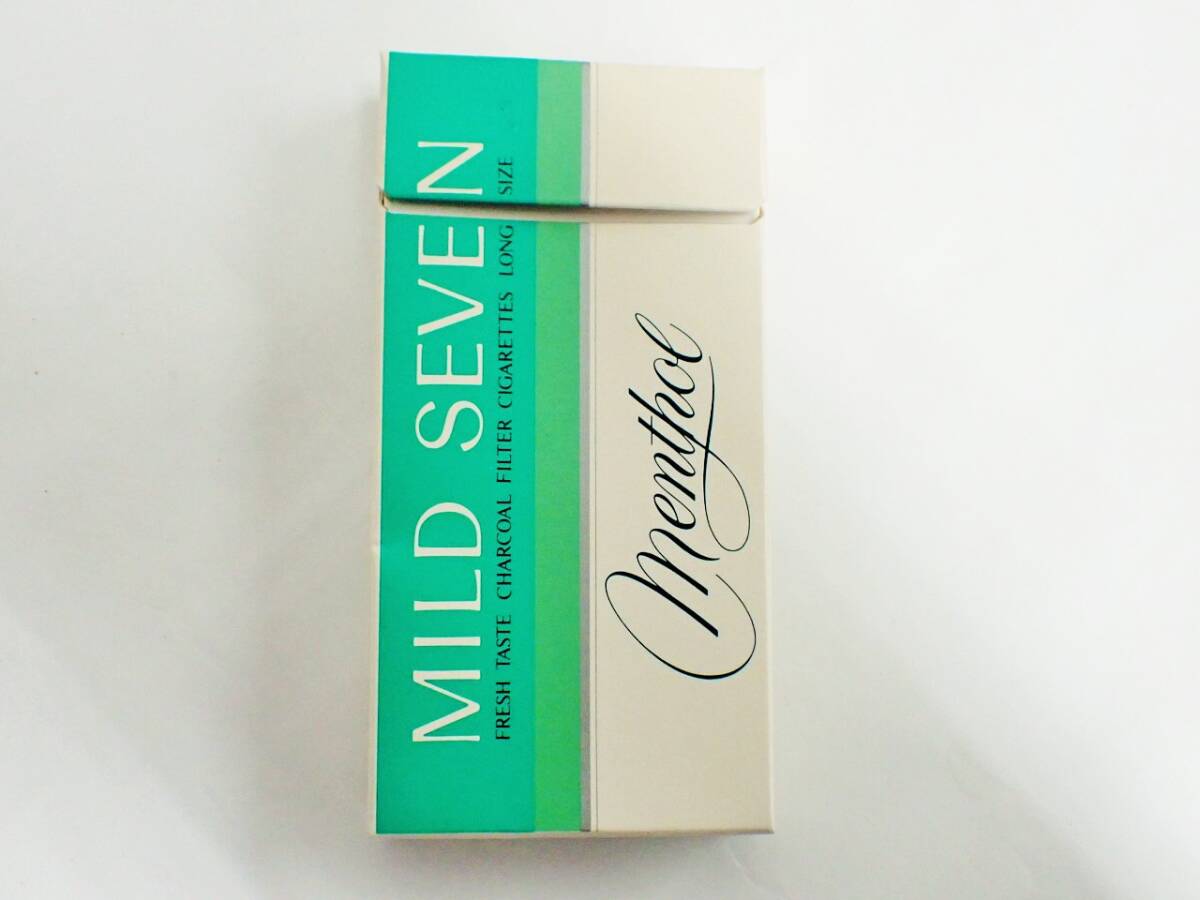 MILD SEVEN
FRESH TASTE CHARCOAL FILTER CIGARETTES LONG SIZE
Menthol